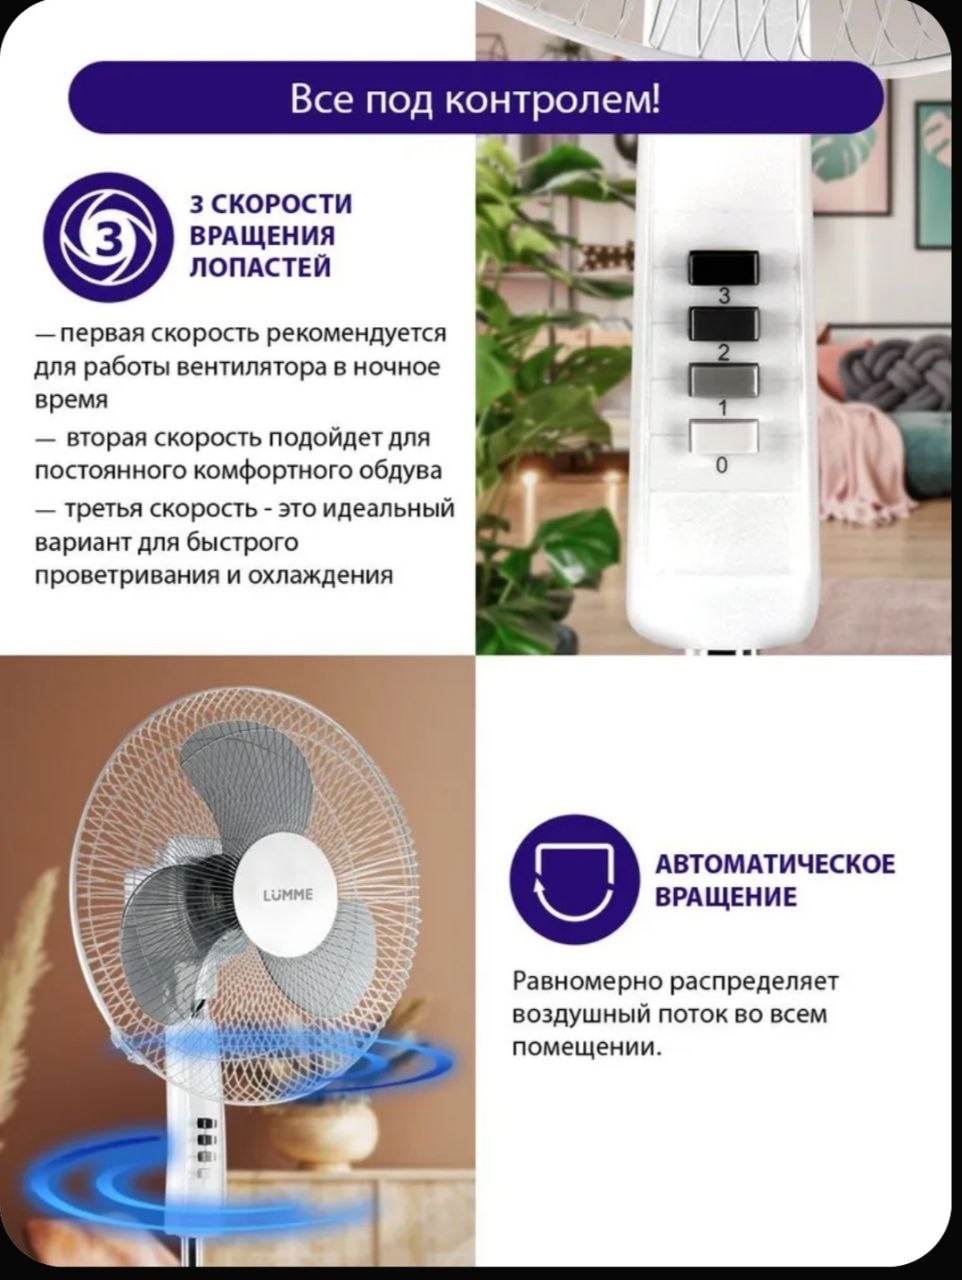 Все под контролем!
3
3 СКОРОСТИ
ВРАЩЕНИЯ
ЛОПАСТЕЙ
— первая скорость рекомендуется
для работы вентилятора в ночное
время
— вторая скорость подойдет для
постоянного комфортного обдува
— третья скорость - это идеальный
вариант для быстрого
проветривания и охлаждения
3
2
1
0
LUMME
АВТОМАТИЧЕСКОЕ
ВРАЩЕНИЕ
Равномерно распределяет
воздушный поток во всем
помещении.